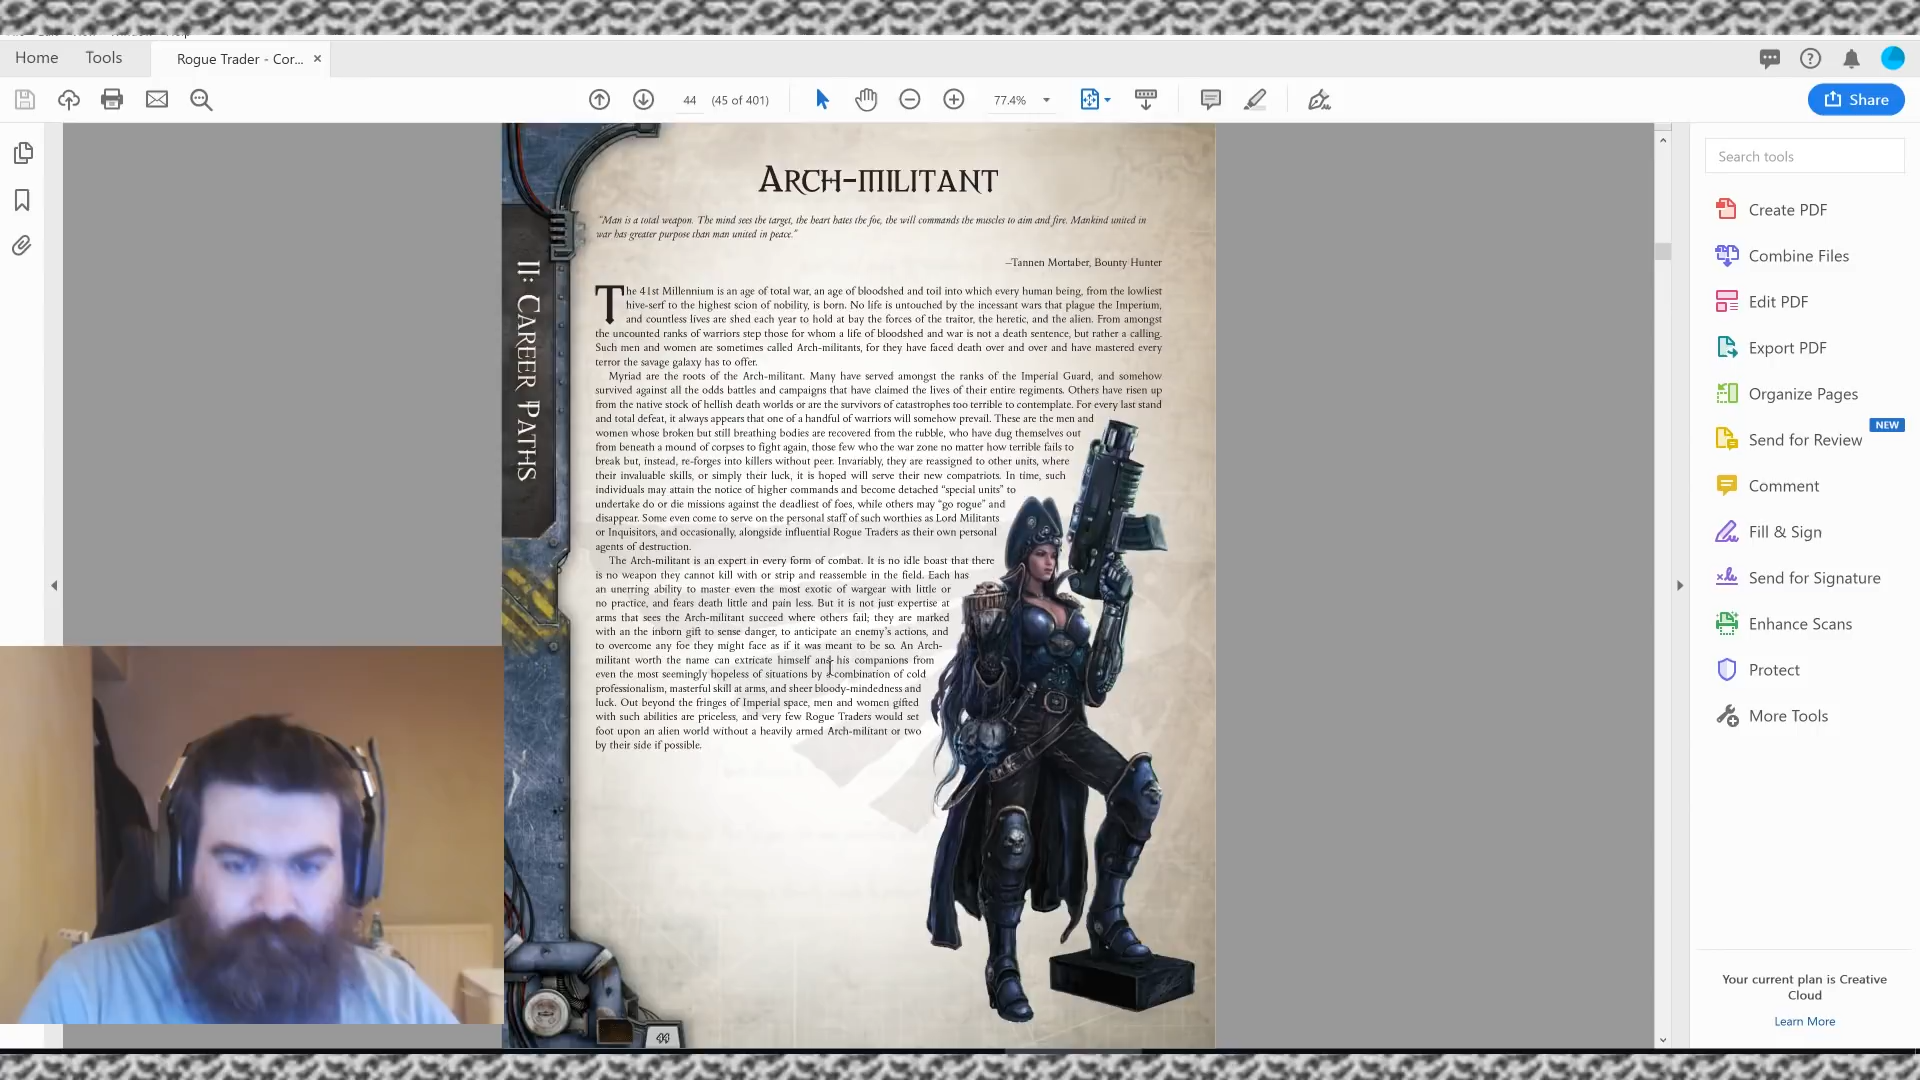 Home
Tools
Rogue Trader - Cor...
44
(45 of 401)
77.4%
Share
ARCH-MILITANT
"Man is a total weapon. The mind sees the target, the heart hates the foe, the will commands the muscles to aim and fire. Mankind united in
war has greater purpose than man united in peace."
–Tannen Mortaber, Bounty Hunter
The 41st Millennium is an age of total war, an age of bloodshed and toil into which every human being, from the lowliest
hive-serf to the highest scion of nobility, is born. No life is untouched by the incessant wars that plague the Imperium,
and countless lives are shed each year to hold at bay the forces of the traitor, the heretic, and the alien. From amongst
the uncounted ranks of warriors step those for whom a life of bloodshed and war is not a death sentence, but rather a calling.
Such men and women are sometimes called Arch-militants, for they have faced death over and over and have mastered every
terror the savage galaxy has to offer.
Myriad are the roots of the Arch-militant. Many have served amongst the ranks of the Imperial Guard, and somehow
survived against all the odds battles and campaigns that have claimed the lives of their entire regiments. Others have risen up
from the native stock of hellish death worlds or are the survivors of catastrophes too terrible to contemplate. For every last stand
and total defeat, it always appears that one of a handful of warriors will somehow prevail. These are the men and
women whose broken but still breathing bodies are recovered from the rubble, who have dug themselves out
from beneath a mound of corpses to fight again, those few who the war zone no matter how terrible fails to
break but, instead, re-forges into killers without peer. Invariably, they are reassigned to other units, where
their invaluable skills, or simply their luck, it is hoped will serve their new compatriots. In time, such
individuals may attain the notice of higher commands and become detached "special units" to
undertake do or die missions against the deadliest of foes, while others may "go rogue" and
disappear. Some even come to serve on the personal staff of such worthies as Lord Militants
or Inquisitors, and occasionally, alongside influential Rogue Traders as their own personal
agents of destruction.
The Arch-militant is an expert in every form of combat. It is no idle boast that there
is no weapon they cannot kill with or strip and reassemble in the field. Each has
an unerring ability to master even the most exotic of wargear with little or
no practice, and fears death little and pain less. But it is not just expertise at
arms that sees the Arch-militant succeed where others fail; they are marked
with an the inborn gift to sense danger, to anticipate an enemy's actions, and
to overcome any foe they might face as if it was meant to be so. An Arch-
militant worth the name can extricate himself and his companions from
even the most seemingly hopeless of situations by a combination of cold
professionalism, masterful skill at arms, and sheer bloody-mindedness and
luck. Out beyond the fringes of Imperial space, men and women gifted
with such abilities are priceless, and very few Rogue Traders would set
foot upon an alien world without a heavily armed Arch-militant or two
by their side if possible.
II: CAREER PATHS
44
Search tools
Create PDF
Combine Files
Edit PDF
Export PDF
Organize Pages
NEW
Send for Review
Comment
Fill & Sign
Send for Signature
Enhance Scans
Protect
More Tools
Your current plan is Creative
Cloud
Learn More